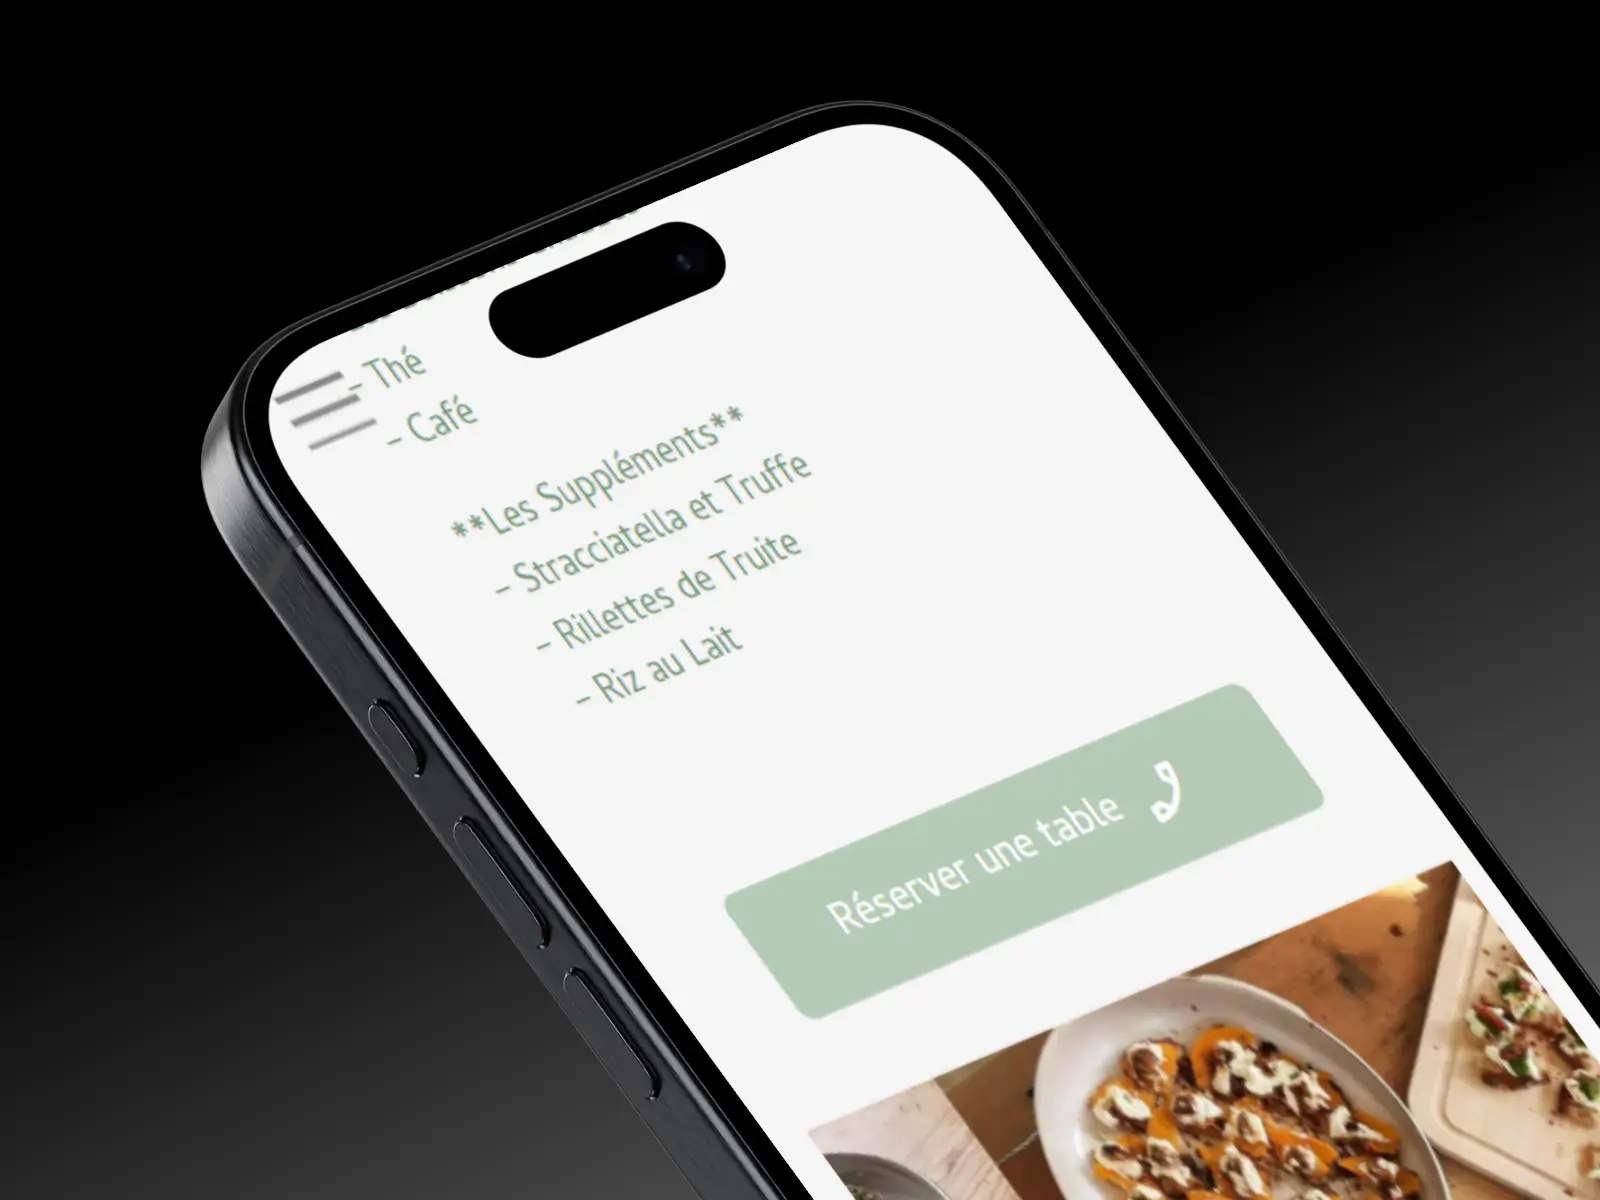 - Thé
- Café
**Les Suppléments**
- Stracciatella et Truffe
- Rillettes de Truite
- Riz au Lait
Réserver une table